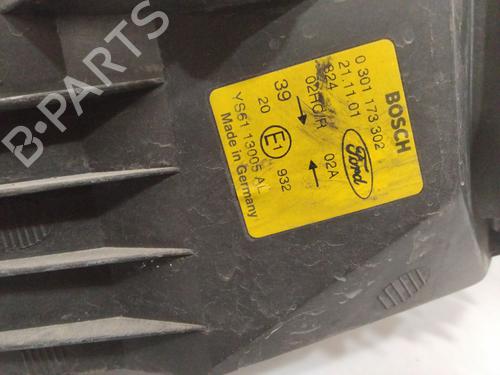 B-PARTS
BOSCH
0 301 173 302
21.11.01
824
02A
Ford
39
20
E1
932
YS61 13005 AL
Made in Germany